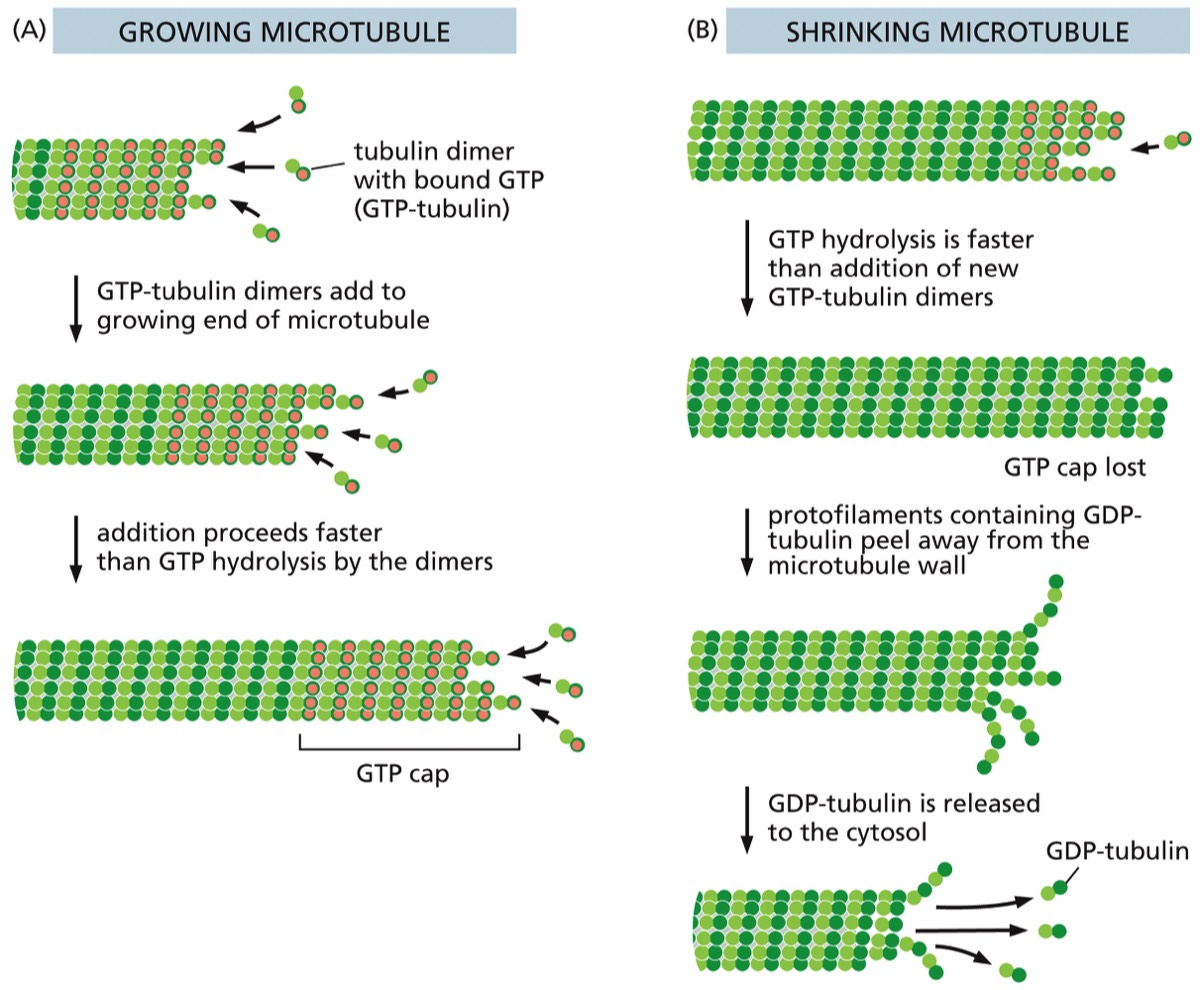 (A) GROWING MICROTUBULE
tubulin dimer
with bound GTP
(GTP-tubulin)
GTP-tubulin dimers add to
growing end of microtubule
addition proceeds faster
than GTP hydrolysis by the dimers
GTP cap
(B) SHRINKING MICROTUBULE
GTP hydrolysis is faster
than addition of new
GTP-tubulin dimers
GTP cap lost
protofilaments containing GDP-
tubulin peel away from the
microtubule wall
GDP-tubulin is released
to the cytosol
GDP-tubulin